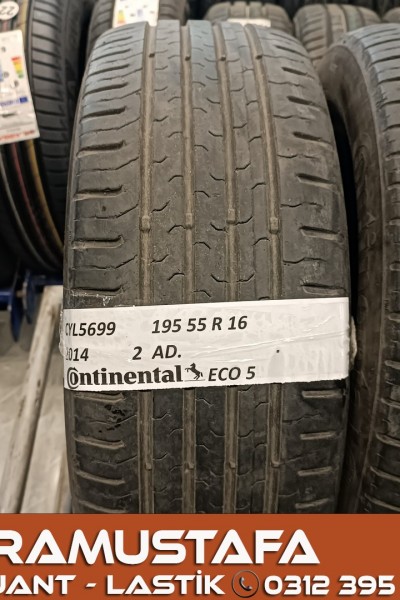 CYL5699 195 55 R 16
2014 2 AD.
Continental ECO 5
RAMUSTAFA
JANT - LASTİK 0312 395